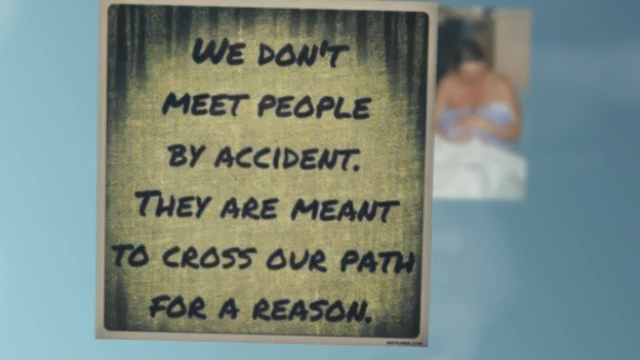 WE DON'T
MEET PEOPLE
BY ACCIDENT.
THEY ARE MEANT
TO CROSS OUR PATH
FOR A REASON.